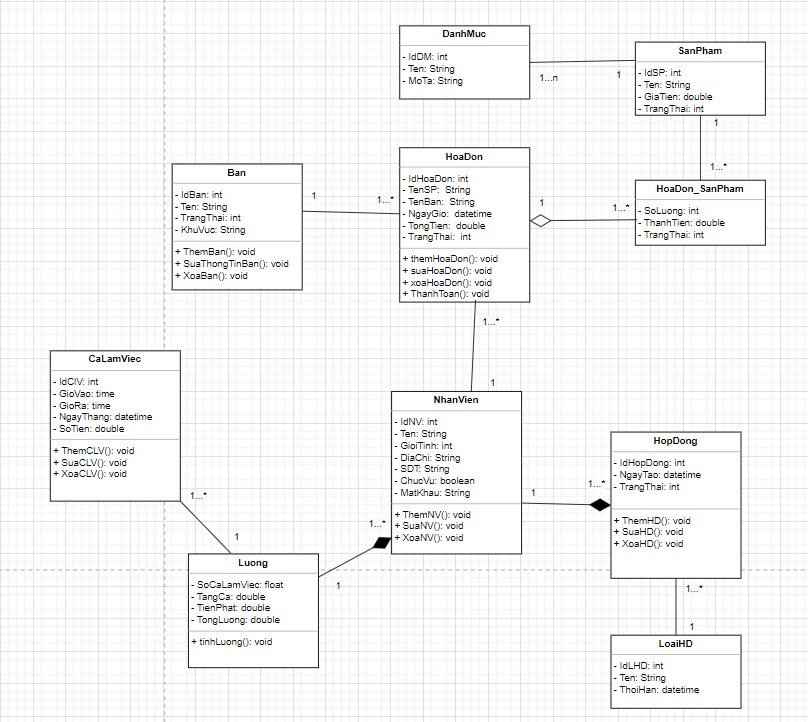 DanhMuc
- IdDM: int
- Ten: String
- MoTa: String
1...n
1
SanPham
- IdSP: int
- Ten: String
- GiaTien: double
- TrangThai: int
1
1...*
HoaDon_SanPham
- SoLuong: int
- ThanhTien: double
- TrangThai: int
HoaDon
- IdHoaDon: int
- TenSP: String
- TenBan: String
- NgayGio: datetime
- TongTien: double
- TrangThai: int
+ themHoaDon(): void
+ suaHoaDon(): void
+ xoaHoaDon(): void
+ ThanhToan(): void
1
1...*
Ban
- IdBan: int
- Ten: String
- TrangThai: int
- KhuVuc: String
+ ThemBan(): void
+ SuaThongTinBan(): void
+ XoaBan(): void
1
1...*
1...*
1
CaLamViec
- IdClV: int
- GioVao: time
- GioRa: time
- NgayThang: datetime
- SoTien: double
+ ThemCLV(): void
+ SuaCLV(): void
+ XoaCLV(): void
1...*
1
NhanVien
- IdNV: int
- Ten: String
- GioiTinh: int
- DiaChi: String
- SDT: String
- ChucVu: boolean
- MatKhau: String
+ ThemNV(): void
+ SuaNV(): void
+ XoaNV(): void
1
1...*
1...*
1
HopDong
- IdHopDong: int
- NgayTao: datetime
- TrangThai: int
+ ThemHD(): void
+ SuaHD(): void
+ XoaHD(): void
1...*
1
Luong
- SoCaLamViec: float
- TangCa: double
- TienPhat: double
- TongLuong: double
+ tinhLuong(): void
LoaiHD
- IdLHD: int
- Ten: String
- ThoiHan: datetime